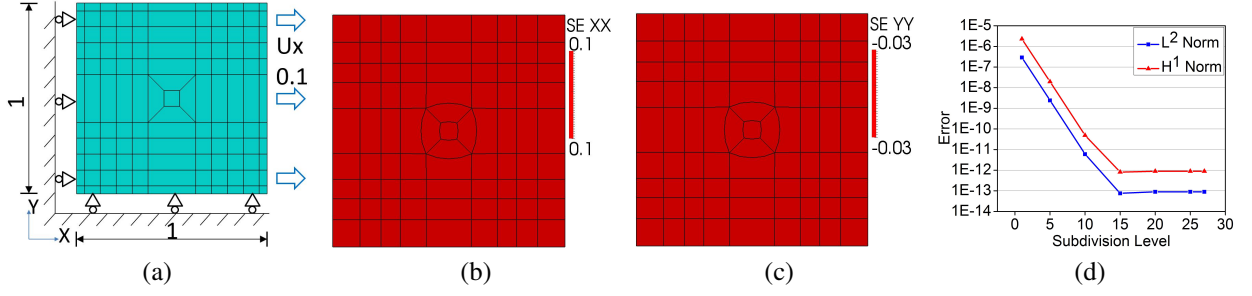 Ux
0.1
1
Y
X
1
(a)
SE XX
0.1
0.1
(b)
SE YY
-0.03
-0.03
(c)
1E-5
1E-6
1E-7
1E-8
1E-9
1E-10
1E-11
1E-12
1E-13
1E-14
Error
L² Norm
H¹ Norm
0 5 10 15 20 25 30
Subdivision Level
(d)